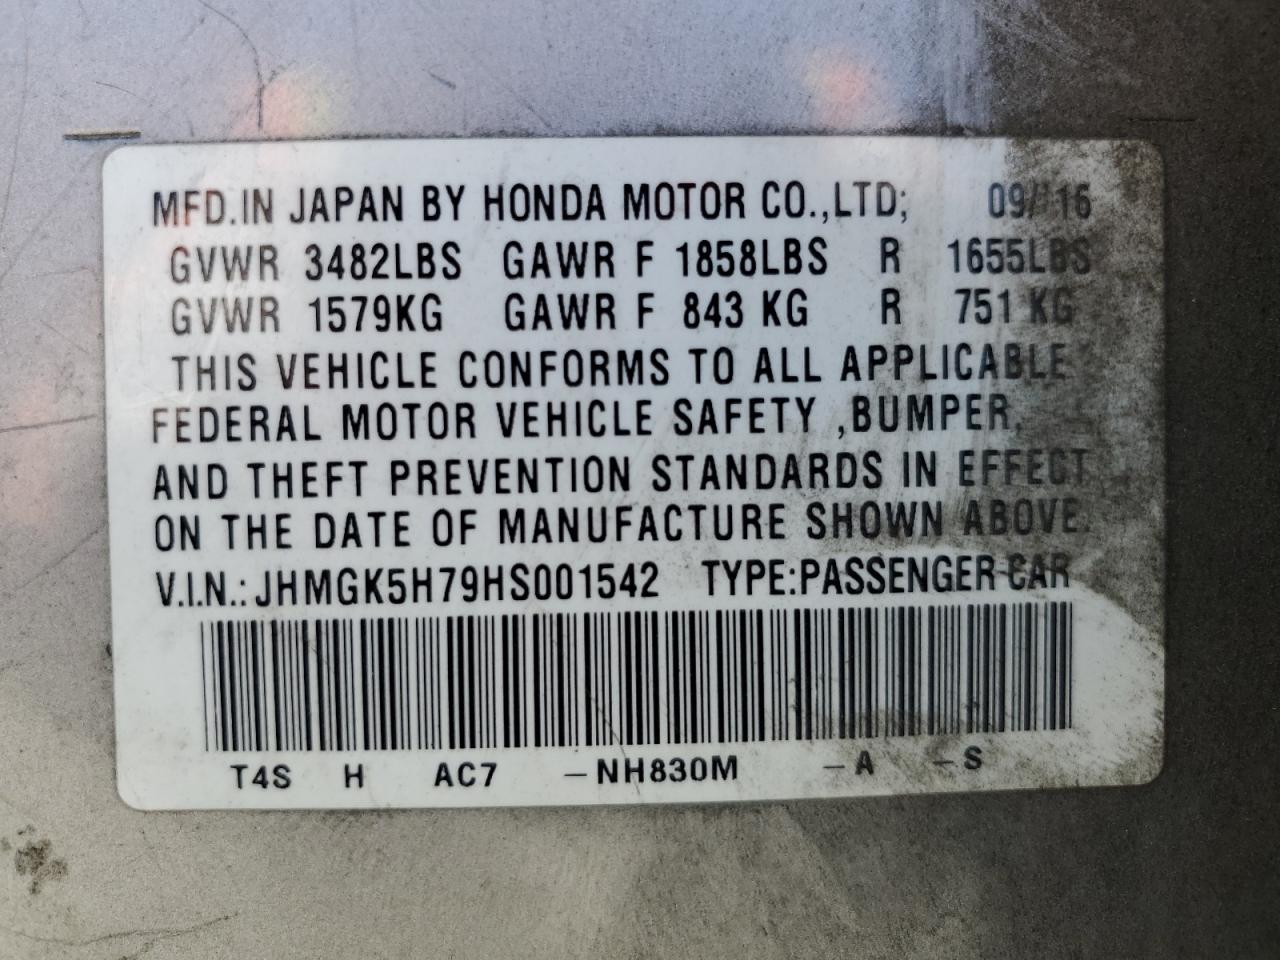 MFD.IN JAPAN BY HONDA MOTOR CO.,LTD; 09/16
GVWR 3482LBS GAWR F 1858LBS R 1655LBS
GVWR 1579KG GAWR F 843 KG R 751 KG
THIS VEHICLE CONFORMS TO ALL APPLICABLE
FEDERAL MOTOR VEHICLE SAFETY ,BUMPER,
AND THEFT PREVENTION STANDARDS IN EFFECT
ON THE DATE OF MANUFACTURE SHOWN ABOVE.
V.I.N.: JHMGK5H79HS001542 TYPE:PASSENGER CAR
T4S H AC7 –NH830M –A –S